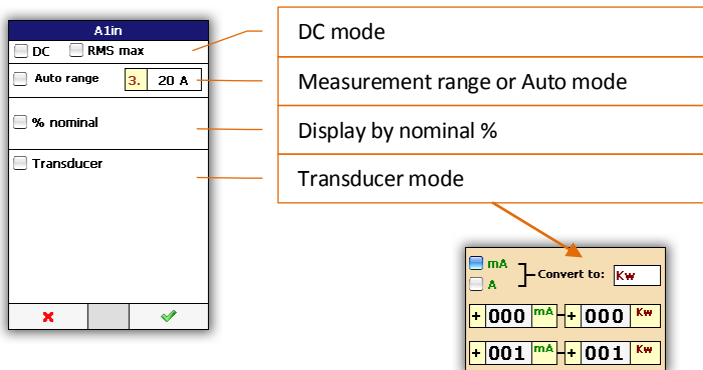 A1in
DC RMS max
Auto range 3. 20 A
% nominal
Transducer
DC mode
Measurement range or Auto mode
Display by nominal %
Transducer mode
mA
A
Convert to: Kw
+ 000 mA + 000 Kw
+ 001 mA + 001 Kw